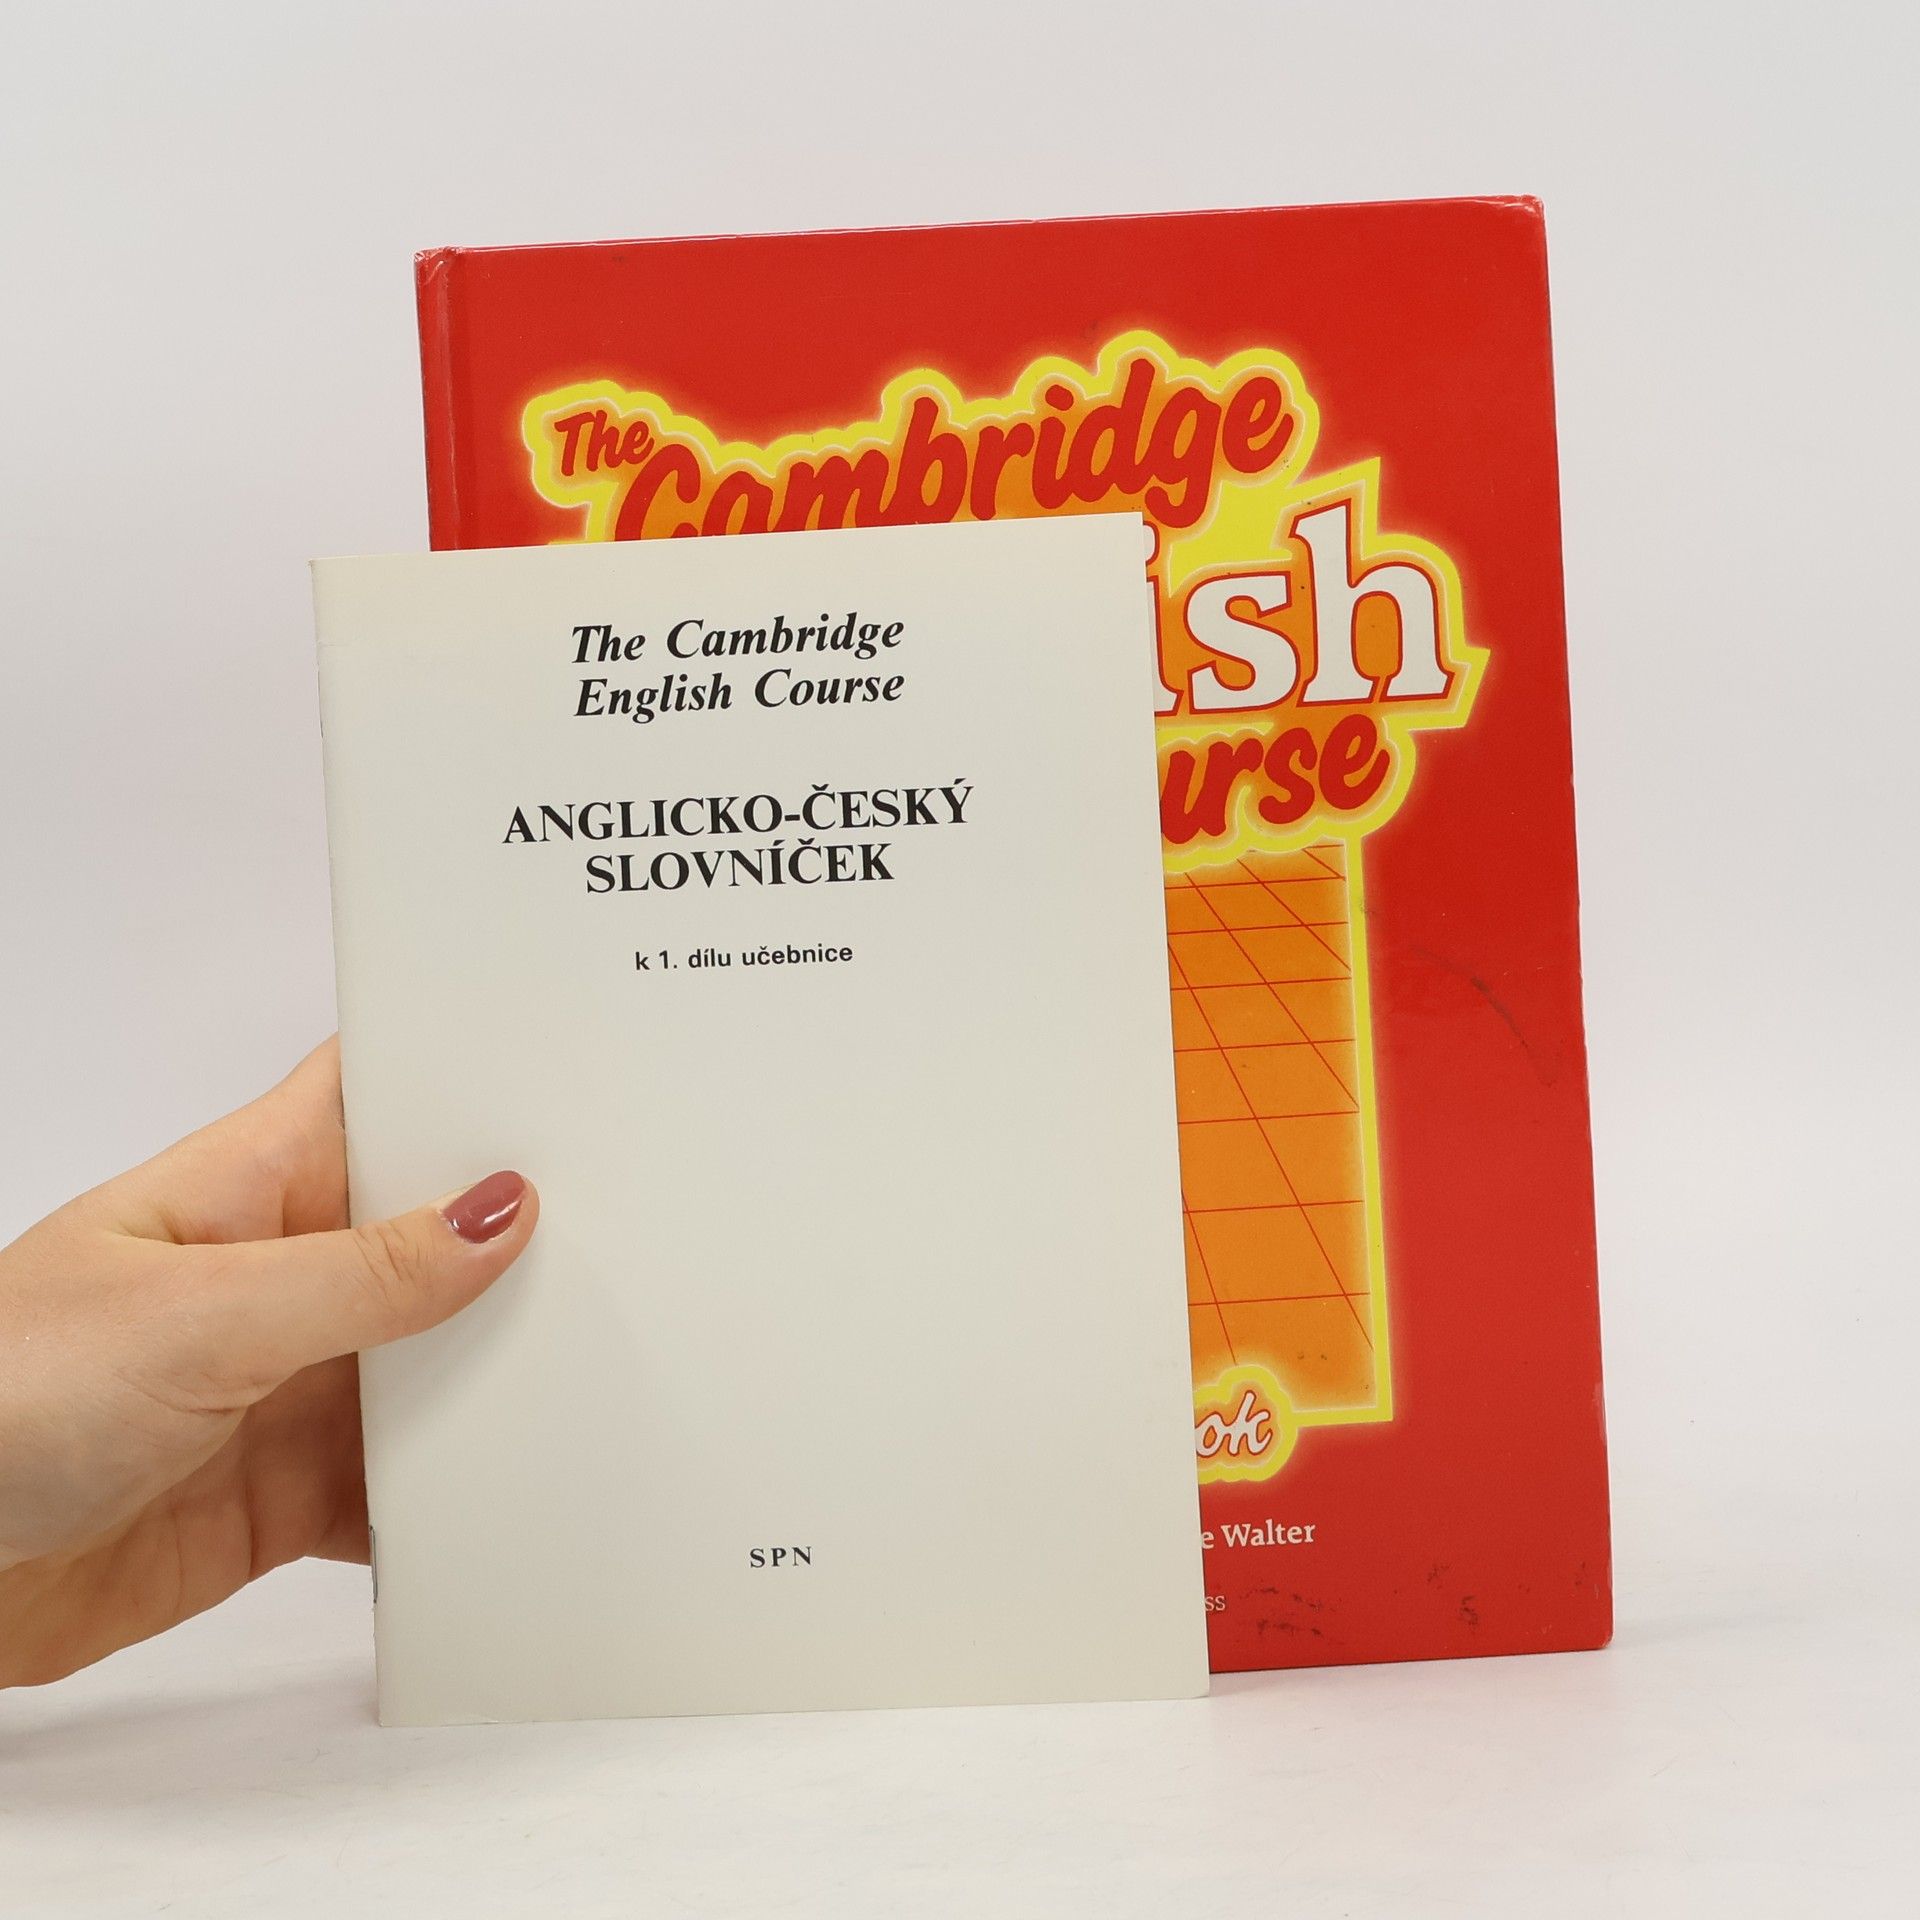 The
Cambridge
ish
urse
ok
e Walter
ss
The Cambridge
English Course
ANGLICKO-ČESKÝ
SLOVNÍČEK
k 1. dílu učebnice
SPN